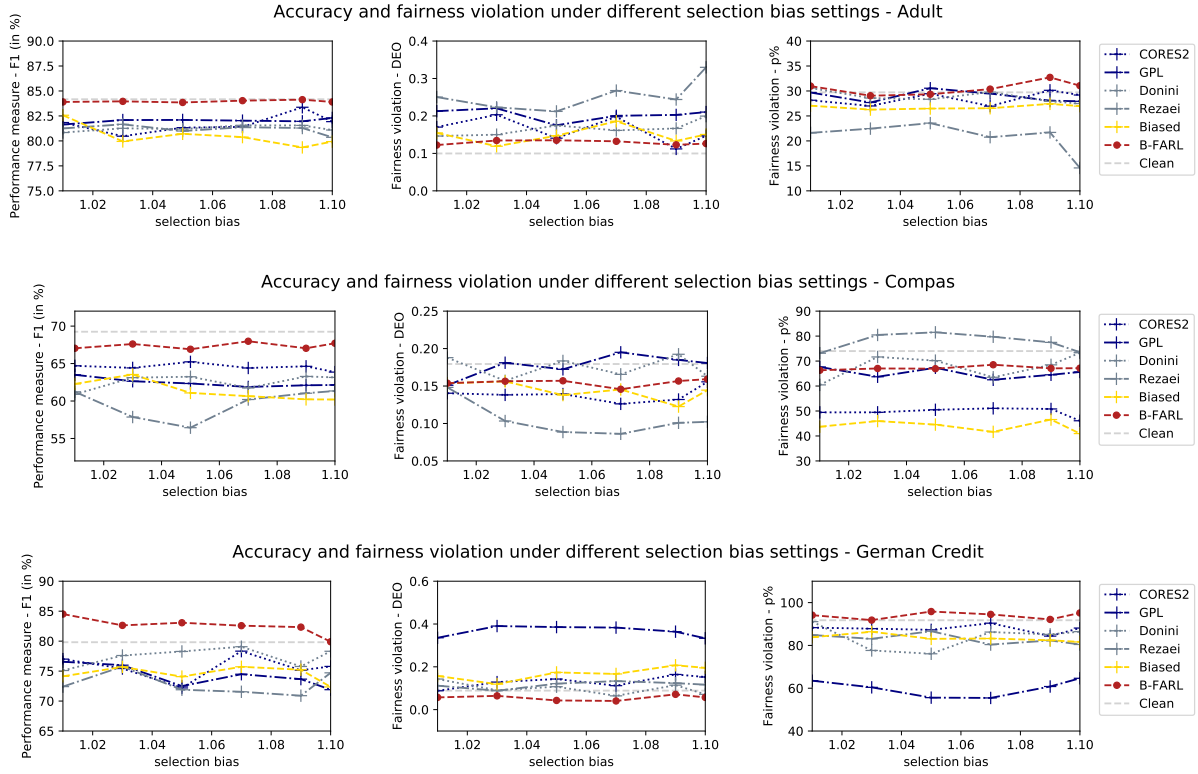 Accuracy and fairness violation under different selection bias settings - Adult
Performance measure - F1 (in %)
90.0
87.5
85.0
82.5
80.0
77.5
75.0
1.02 1.04 1.06 1.08 1.10
selection bias
Fairness violation - DEO
0.4
0.3
0.2
0.1
0.0
1.02 1.04 1.06 1.08 1.10
selection bias
Fairness violation - p%
40
35
30
25
20
15
10
1.02 1.04 1.06 1.08 1.10
selection bias
CORES2
GPL
Donini
Rezaei
Biased
B-FARL
Clean
Accuracy and fairness violation under different selection bias settings - Compas
Performance measure - F1 (in %)
70
65
60
55
1.02 1.04 1.06 1.08 1.10
selection bias
Fairness violation - DEO
0.25
0.20
0.15
0.10
0.05
1.02 1.04 1.06 1.08 1.10
selection bias
Fairness violation - p%
90
80
70
60
50
40
30
1.02 1.04 1.06 1.08 1.10
selection bias
CORES2
GPL
Donini
Rezaei
Biased
B-FARL
Clean
Accuracy and fairness violation under different selection bias settings - German Credit
Performance measure - F1 (in %)
90
85
80
75
70
65
1.02 1.04 1.06 1.08 1.10
selection bias
Fairness violation - DEO
0.6
0.4
0.2
0.0
1.02 1.04 1.06 1.08 1.10
selection bias
Fairness violation - p%
100
80
60
40
1.02 1.04 1.06 1.08 1.10
selection bias
CORES2
GPL
Donini
Rezaei
Biased
B-FARL
Clean